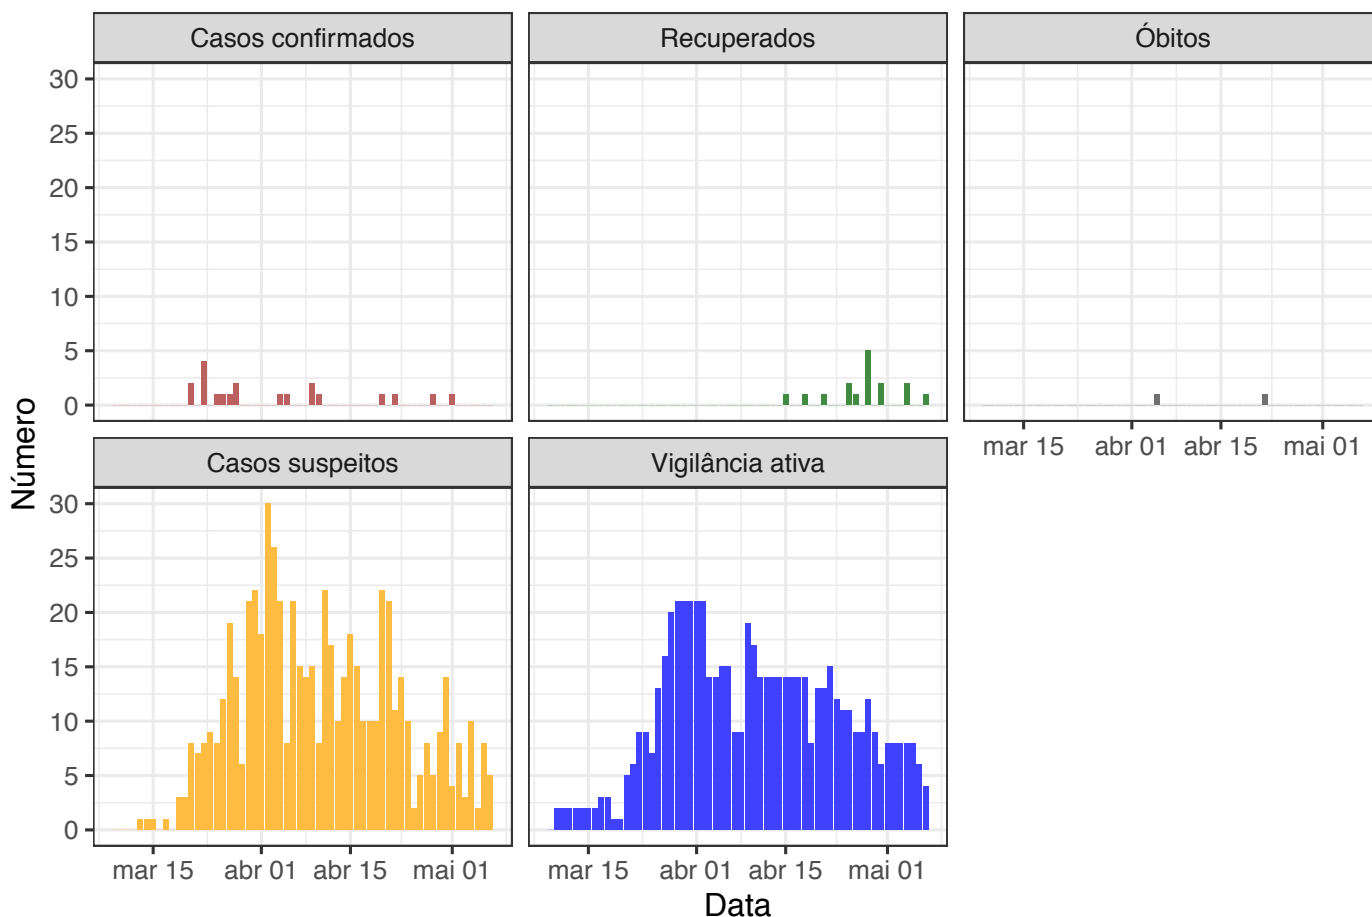 Casos confirmados
Recuperados
Óbitos
30
25
20
15
10
5
0
mar 15
abr 01
abr 15
mai 01
Casos suspeitos
Vigilância ativa
30
25
20
15
10
5
0
mar 15
abr 01
abr 15
mai 01
mar 15
abr 01
abr 15
mai 01
Número
Data